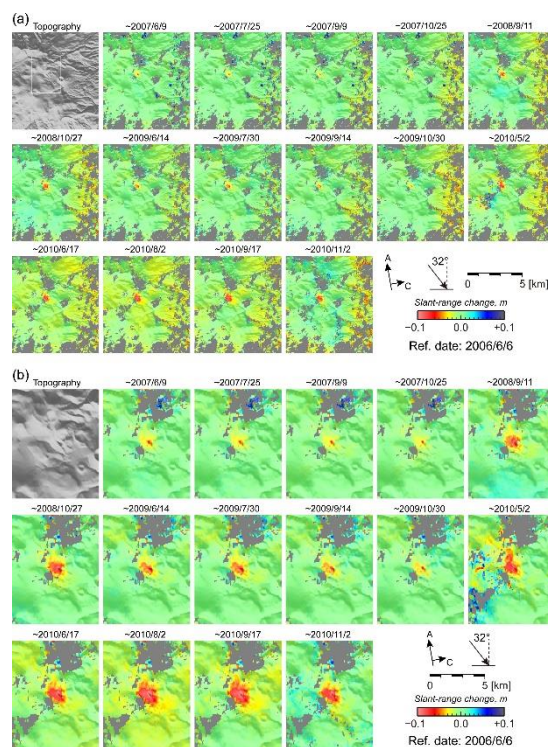 (a)
Topography ~2007/6/9 ~2007/7/25 ~2007/9/9 ~2007/10/25 ~2008/9/11
~2008/10/27 ~2009/6/14 ~2009/7/30 ~2009/9/14 ~2009/10/30 ~2010/5/2
~2010/6/17 ~2010/8/2 ~2010/9/17 ~2010/11/2
A
C
32°
0 5 [km]
Slant-range change, m
−0.1 0.0 +0.1
Ref. date: 2006/6/6
(b)
Topography ~2007/6/9 ~2007/7/25 ~2007/9/9 ~2007/10/25 ~2008/9/11
~2008/10/27 ~2009/6/14 ~2009/7/30 ~2009/9/14 ~2009/10/30 ~2010/5/2
~2010/6/17 ~2010/8/2 ~2010/9/17 ~2010/11/2
A
C
32°
0 5 [km]
Slant-range change, m
−0.1 0.0 +0.1
Ref. date: 2006/6/6